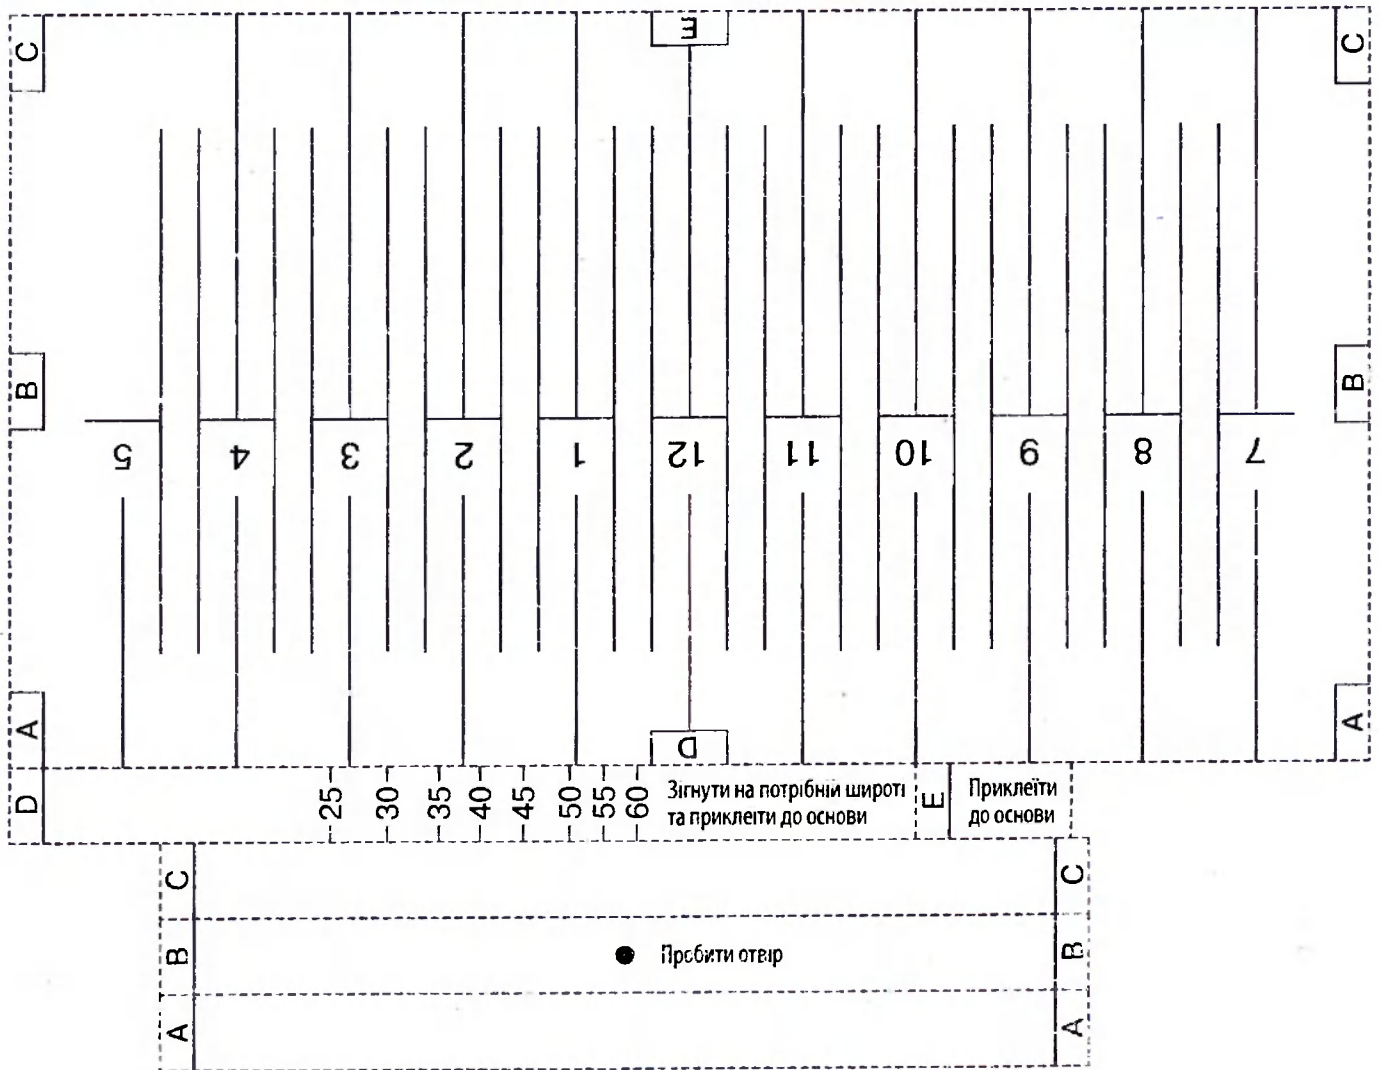 C
E
C
B
B
5
4
3
2
1
12
11
10
9
8
7
A
D
A
D
25
30
35
40
45
50
55
60
Зігнути на потрібній широті
та приклеїти до основи
E
Приклеїти
до основи
C
C
B
Пробити отвір
B
A
A